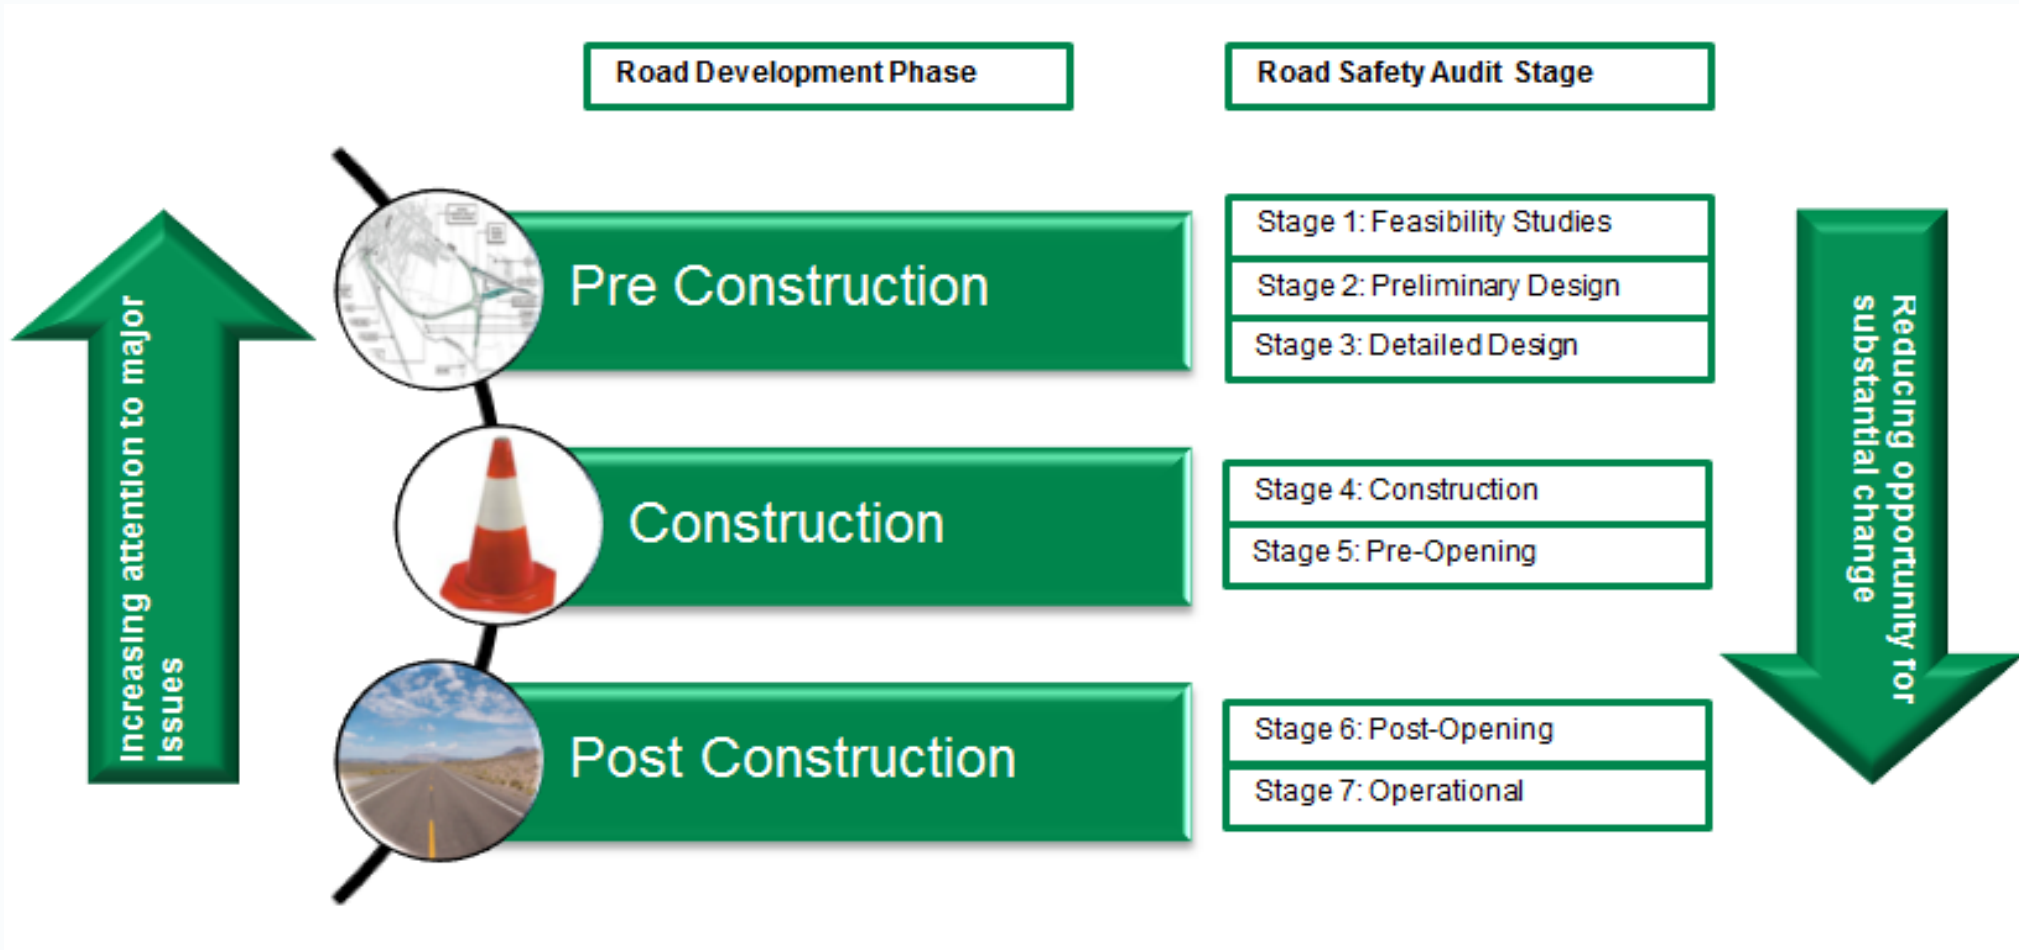 Road Development Phase
Road Safety Audit Stage
Increasing attention to major
issues
Pre Construction
Stage 1: Feasibility Studies
Stage 2: Preliminary Design
Stage 3: Detailed Design
Construction
Stage 4: Construction
Stage 5: Pre-Opening
Post Construction
Stage 6: Post-Opening
Stage 7: Operational
Reducing opportunity for
substantial change